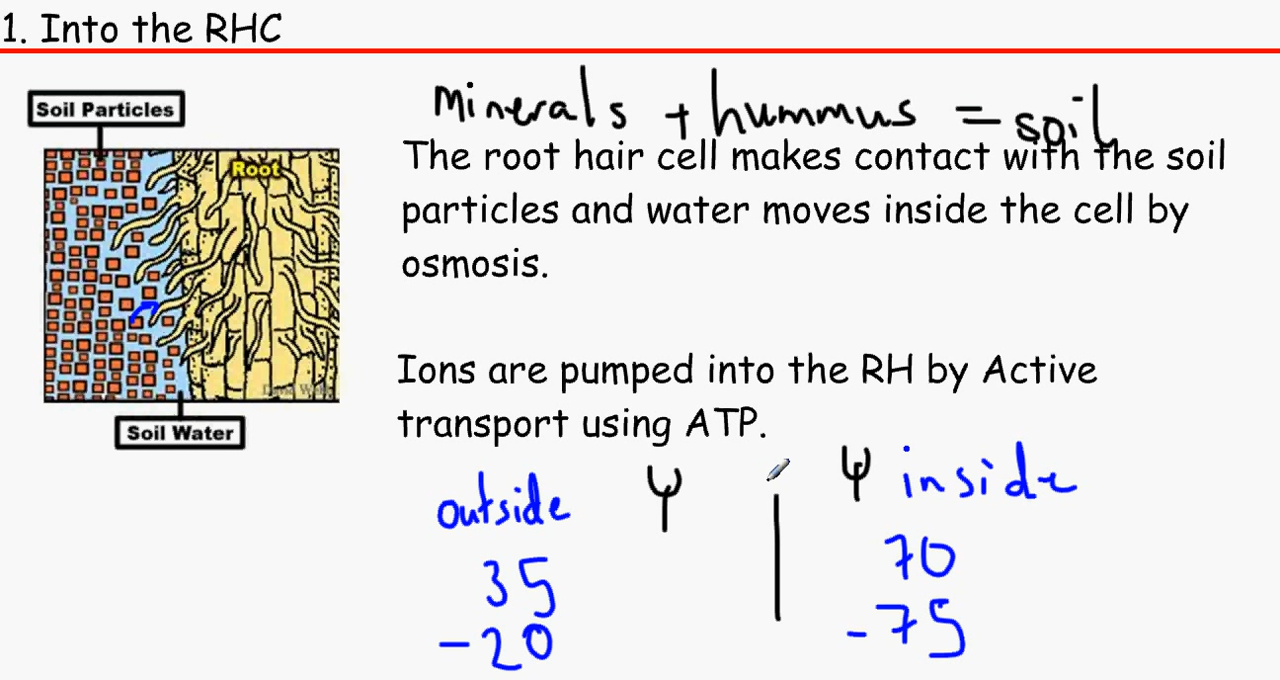 1. Into the RHC
Soil Particles
Root
Soil Water
Minerals + hummus = soil
The root hair cell makes contact with the soil
particles and water moves inside the cell by
osmosis.
Ions are pumped into the RH by Active
transport using ATP.
outside Ψ | Ψ inside
35 70
-20 -75